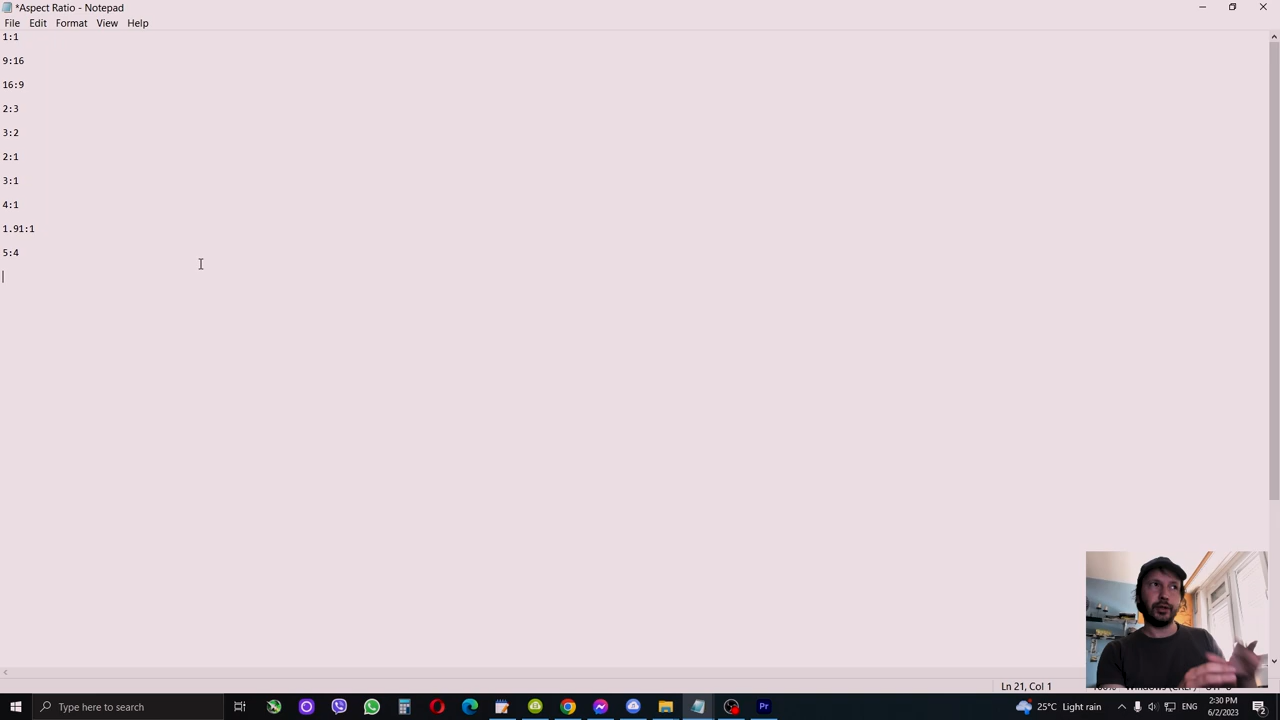 *Aspect Ratio - Notepad
File Edit Format View Help
1:1
9:16
16:9
2:3
3:2
2:1
3:1
4:1
1.91:1
5:4
Ln 21, Col 1
Type here to search
Pr
25°C Light rain
ENG
2:30 PM
6/2/2023
2